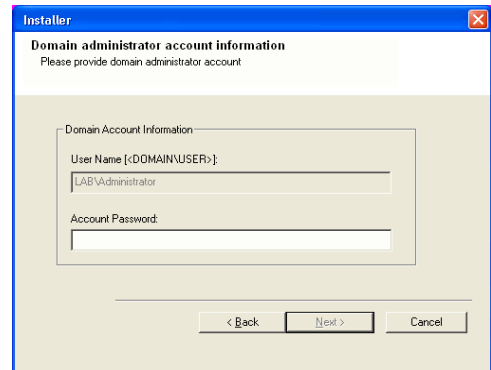 Installer
Domain administrator account information
Please provide domain administrator account
Domain Account Information
User Name [<DOMAIN\USER>]:
LAB\Administrator
Account Password:
< Back
Next >
Cancel